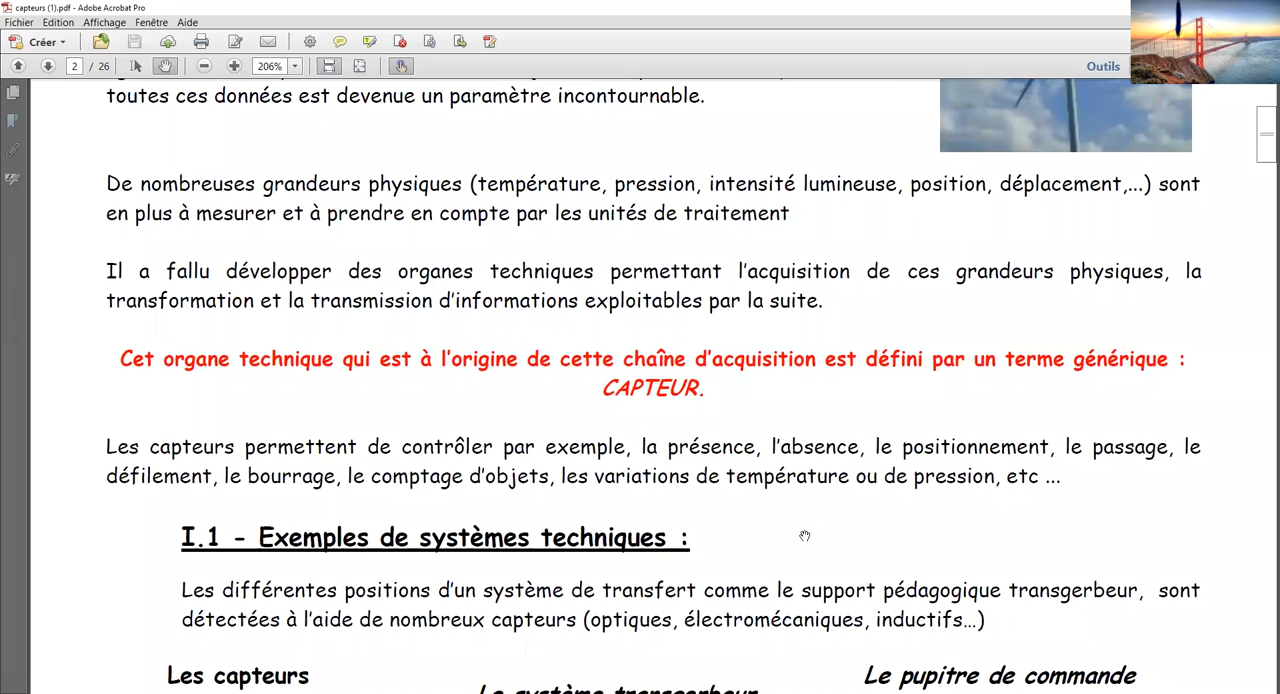 capteurs (1).pdf - Adobe Acrobat Pro
Fichier Edition Affichage Fenêtre Aide
Créer
2 / 26 206% Outils
toutes ces données est devenue un paramètre incontournable.
De nombreuses grandeurs physiques (température, pression, intensité lumineuse, position, déplacement,...) sont
en plus à mesurer et à prendre en compte par les unités de traitement
Il a fallu développer des organes techniques permettant l'acquisition de ces grandeurs physiques, la
transformation et la transmission d'informations exploitables par la suite.
Cet organe technique qui est à l'origine de cette chaîne d'acquisition est défini par un terme générique :
CAPTEUR.
Les capteurs permettent de contrôler par exemple, la présence, l'absence, le positionnement, le passage, le
défilement, le bourrage, le comptage d'objets, les variations de température ou de pression, etc ...
I.1 - Exemples de systèmes techniques :
Les différentes positions d'un système de transfert comme le support pédagogique transgerbeur, sont
détectées à l'aide de nombreux capteurs (optiques, électromécaniques, inductifs…)
Les capteurs
Le pupitre de commande
Le système transgerbeur